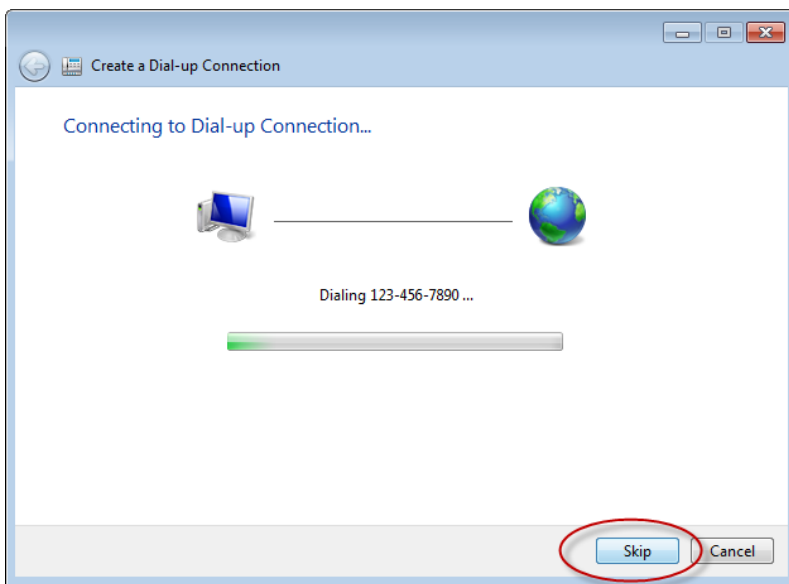 Create a Dial-up Connection
Connecting to Dial-up Connection...
Dialing 123-456-7890 ...
Skip
Cancel